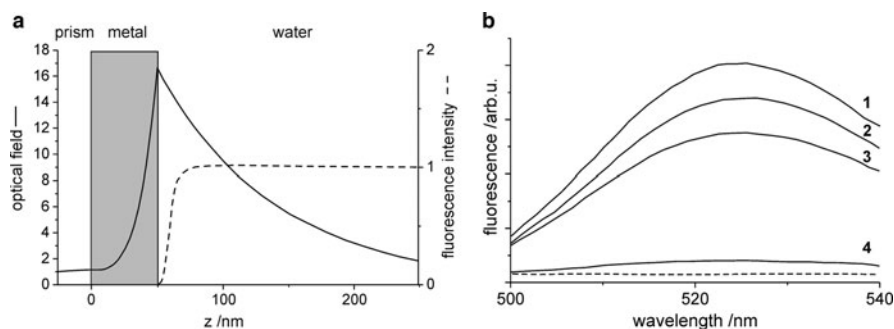 a
prism metal water
18
16
14
12
10
8
6
4
2
0
optical field —
0 100 200
z /nm
2
1
0
fluorescence intensity ---
b
fluorescence /arb.u.
1
2
3
4
500 520 540
wavelength /nm